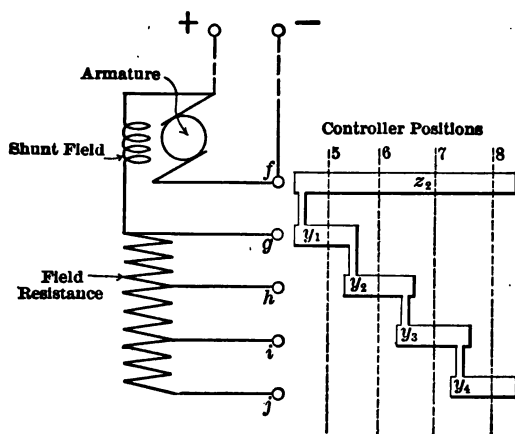 + −
Armature
Shunt Field
Controller Positions
5 6 7 8
f
z₂
g
y₁
Field
Resistance
h
y₂
i
y₃
j
y₄